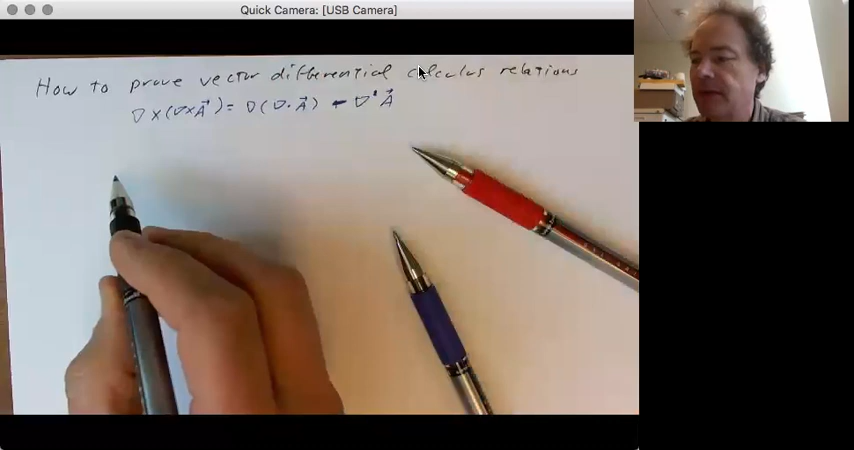 Quick Camera: [USB Camera]
How to prove vector differential calculus relations
∇×(∇×A⃗)= ∇(∇·A⃗) - ∇²A⃗